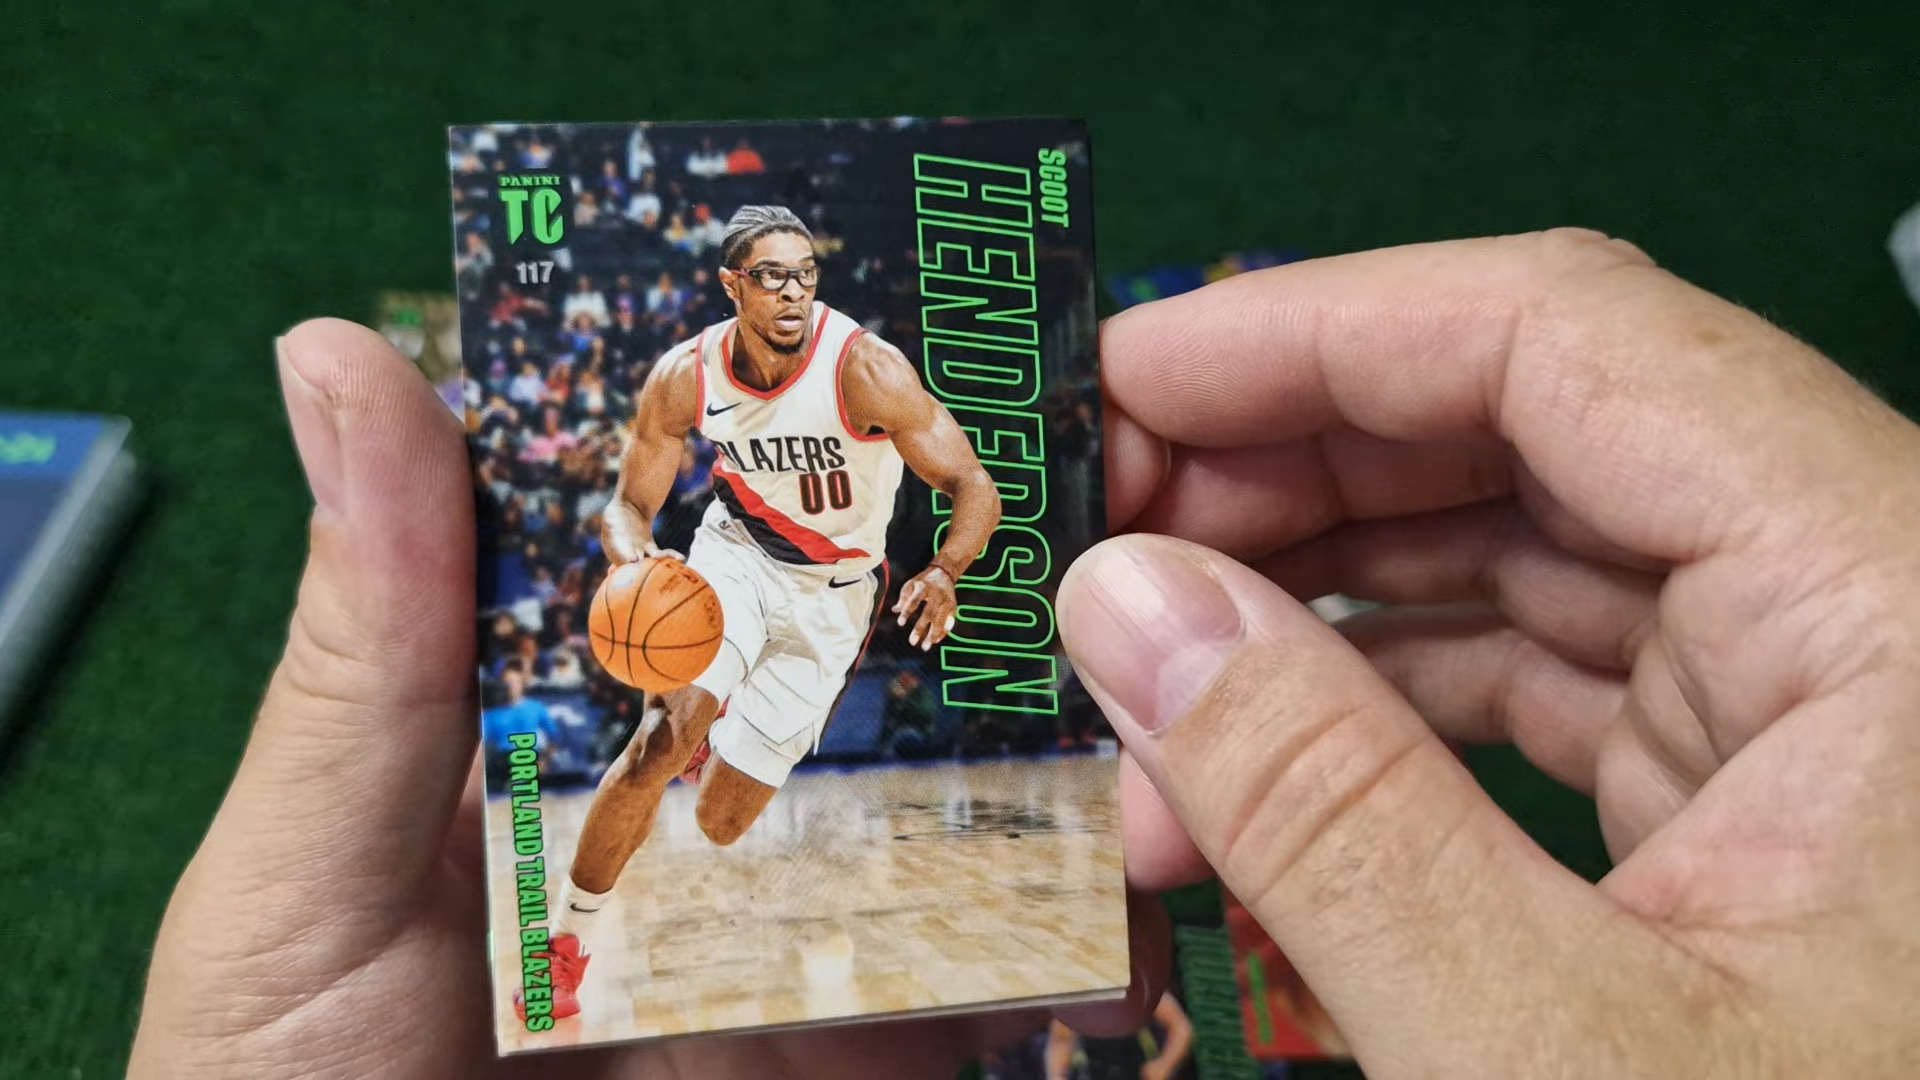 PANINI
TC
117
SCOOT
HENDERSON
BLAZERS
00
PORTLAND TRAIL BLAZERS